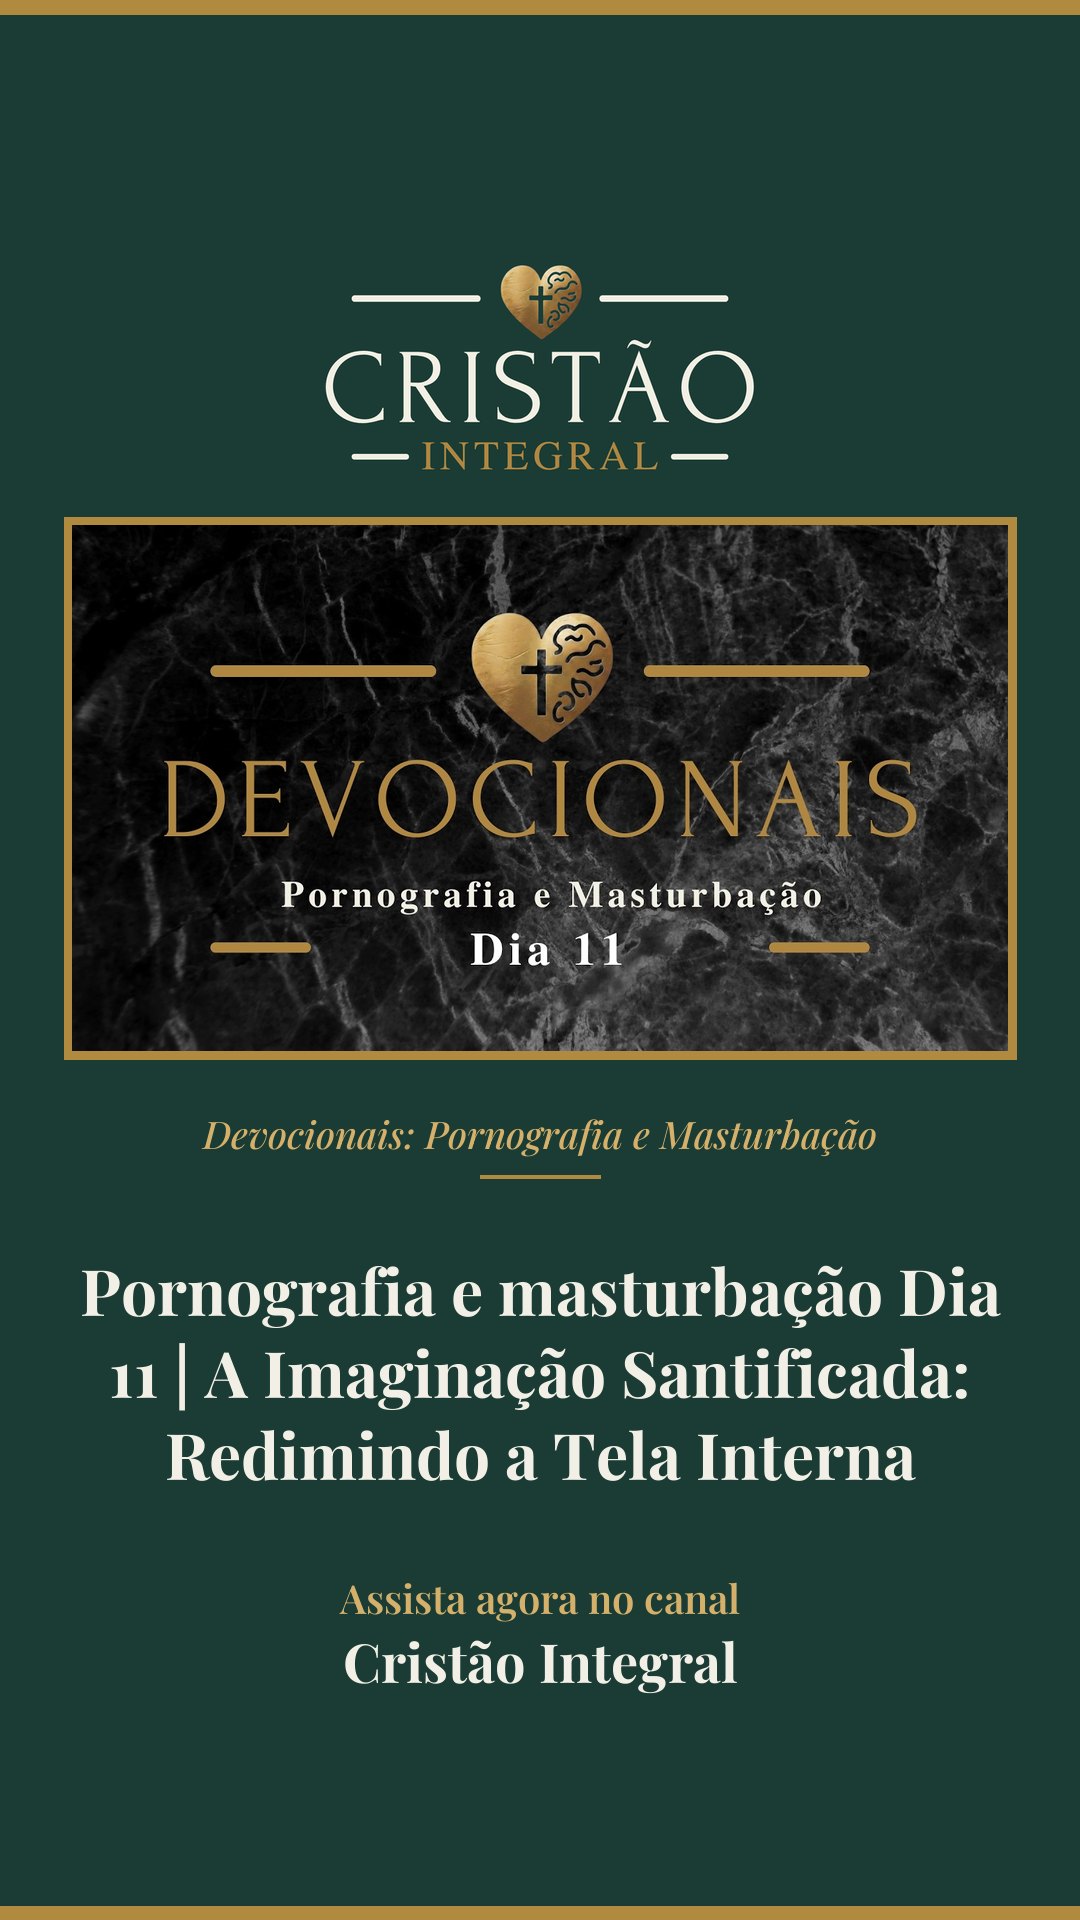 CRISTÃO
INTEGRAL
DEVOCIONAIS
Pornografia e Masturbação
Dia 11
Devocionais: Pornografia e Masturbação
Pornografia e masturbação Dia
11 | A Imaginação Santificada:
Redimindo a Tela Interna
Assista agora no canal
Cristão Integral